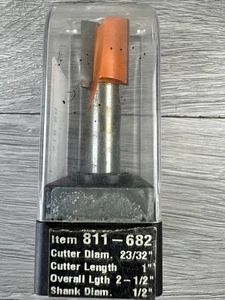 Item 811-682
Cutter Diam. 23/32"
Cutter Length 1"
Overall Lgth 2-1/2"
Shank Diam. 1/2"